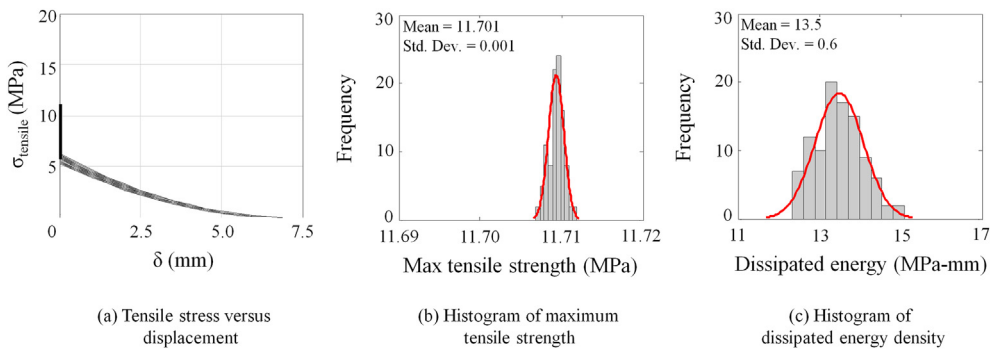 20
15
10
5
0
2.5
5.0
7.5
σtensile (MPa)
δ (mm)
(a) Tensile stress versus
displacement
Mean = 11.701
Std. Dev. = 0.001
30
20
10
0
Frequency
11.69
11.70
11.71
11.72
Max tensile strength (MPa)
(b) Histogram of maximum
tensile strength
Mean = 13.5
Std. Dev. = 0.6
30
20
10
0
Frequency
11
13
15
17
Dissipated energy (MPa-mm)
(c) Histogram of
dissipated energy density